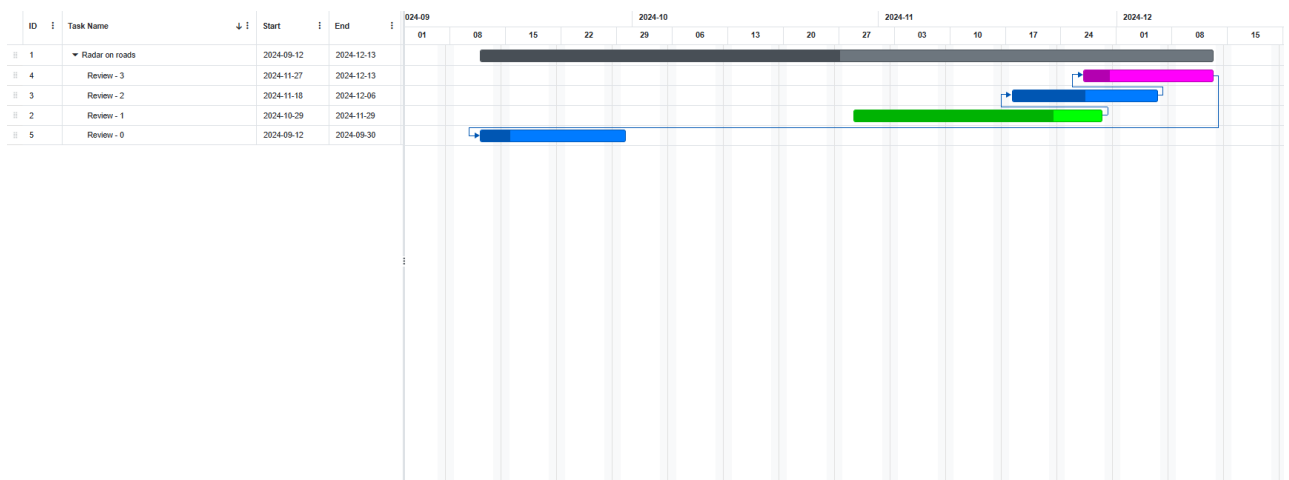 024-09 2024-10 2024-11 2024-12
ID Task Name Start End
01 08 15 22 29 06 13 20 27 03 10 17 24 01 08 15
1 Radar on roads 2024-09-12 2024-12-13
4 Review - 3 2024-11-27 2024-12-13
3 Review - 2 2024-11-18 2024-12-06
2 Review - 1 2024-10-29 2024-11-29
5 Review - 0 2024-09-12 2024-09-30